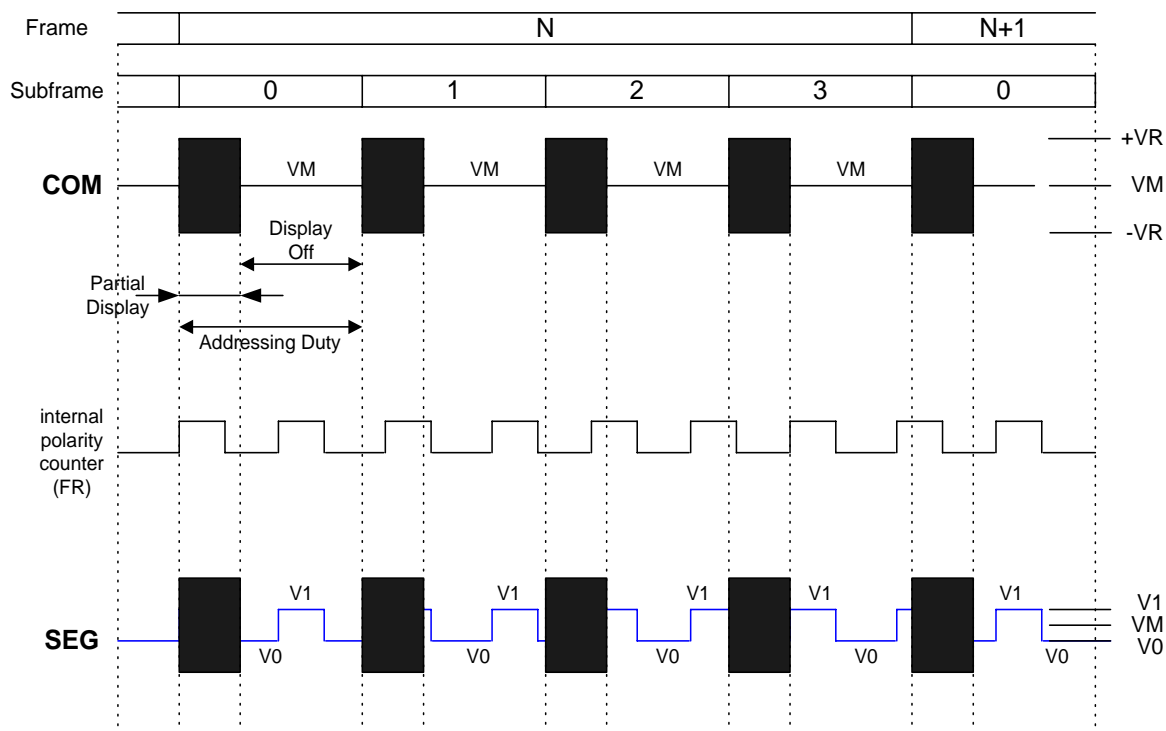 Frame N N+1
Subframe 0 1 2 3 0
+VR
VM VM VM VM
COM VM
Display
Off
-VR
Partial
Display
Addressing Duty
internal
polarity
counter
(FR)
V1 V1 V1 V1 V1 V1
VM
SEG V0
V0 V0 V0 V0 V0